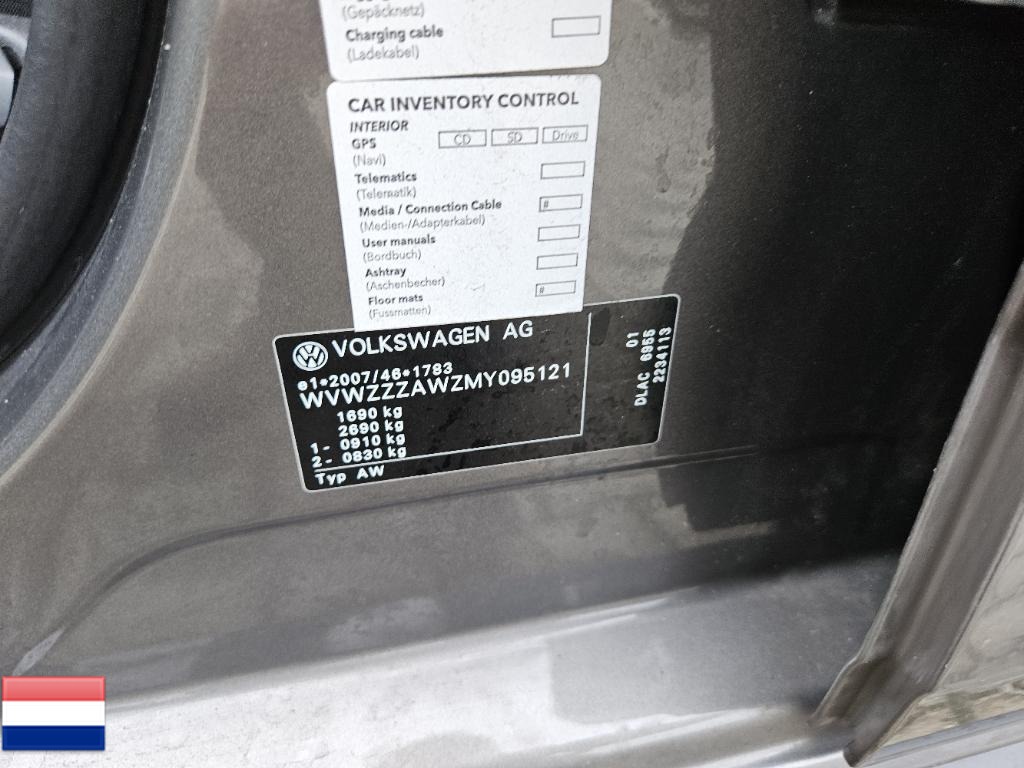 (Gepäcknetz)
Charging cable
(Ladekabel)
CAR INVENTORY CONTROL
INTERIOR
GPS CD SD Drive
(Navi)
Telematics
(Telematik)
Media / Connection Cable #
(Medien-/Adapterkabel)
User manuals
(Bordbuch)
Ashtray
(Aschenbecher)
Floor mats #
(Fussmatten)
VOLKSWAGEN AG
e1*2007/46*1783
WVWZZZAWZMY095121
1690 kg
2690 kg
1- 0910 kg
2- 0830 kg
Typ AW
01
DLAC 6955
2234113